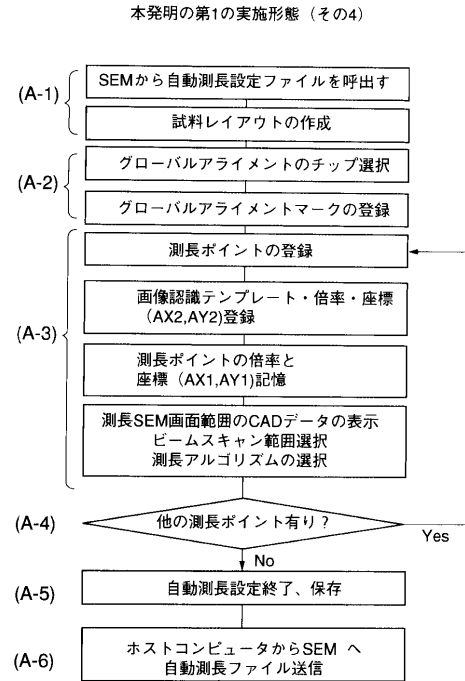 本発明の第1の実施形態(その4)
(A-1)
SEMから自動測長設定ファイルを呼出す
試料レイアウトの作成
(A-2)
グローバルアライメントのチップ選択
グローバルアライメントマークの登録
(A-3)
測長ポイントの登録
画像認識テンプレート・倍率・座標
(AX2,AY2)登録
測長ポイントの倍率と
座標(AX1,AY1)記憶
測長SEM画面範囲のCADデータの表示
ビームスキャン範囲選択
測長アルゴリズムの選択
(A-4)
他の測長ポイント有り?
Yes
No
(A-5)
自動測長設定終了、保存
(A-6)
ホストコンピュータからSEM へ
自動測長ファイル送信